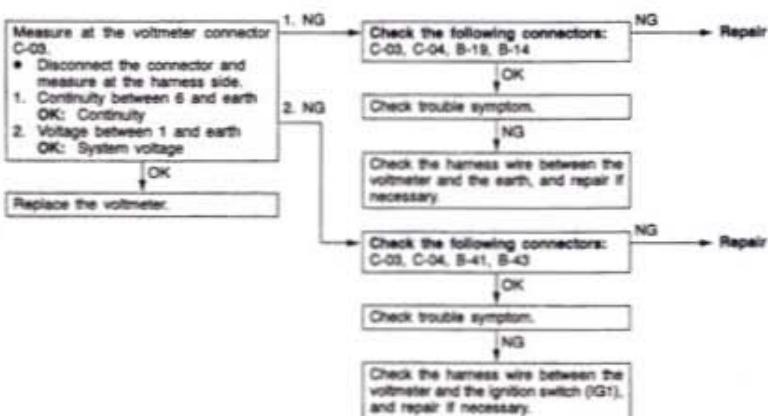 Measure at the voltmeter connector
C-03.
• Disconnect the connector and
measure at the harness side.
1. Continuity between 6 and earth
OK: Continuity
2. Voltage between 1 and earth
OK: System voltage
OK
Replace the voltmeter.
1. NG
Check the following connectors:
C-03, C-04, B-19, B-14
NG
Repair
OK
Check trouble symptom.
NG
Check the harness wire between the
voltmeter and the earth, and repair if
necessary.
2. NG
Check the following connectors:
C-03, C-04, B-41, B-43
NG
Repair
OK
Check trouble symptom.
NG
Check the harness wire between the
voltmeter and the ignition switch (IG1),
and repair if necessary.